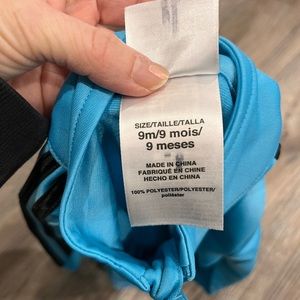 SIZE/TAILLE/TALLA
9m/9 mois/
9 meses
MADE IN CHINA
FABRIQUÉ EN CHINE
HECHO EN CHINA
100% POLYESTER/POLYESTER/
poliéster